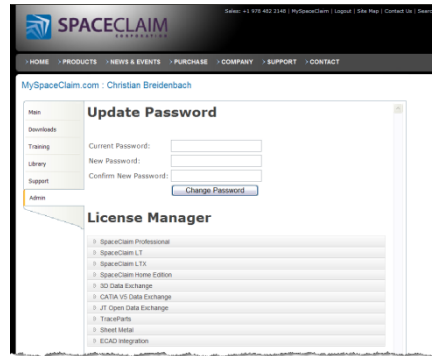 Sales: +1 978 482 2148 | MySpaceClaim | Logout | Site Map | Contact Us | Searc
SPACECLAIM
CORPORATION
› HOME › PRODUCTS › NEWS & EVENTS › PURCHASE › COMPANY › SUPPORT › CONTACT
MySpaceClaim.com : Christian Breidenbach
Main
Downloads
Training
Library
Support
Admin
Update Password
Current Password:
New Password:
Confirm New Password:
Change Password
License Manager
» SpaceClaim Professional
» SpaceClaim LT
» SpaceClaim LTX
» SpaceClaim Home Edition
» 3D Data Exchange
» CATIA V5 Data Exchange
» JT Open Data Exchange
» TraceParts
» Sheet Metal
» ECAD Integration